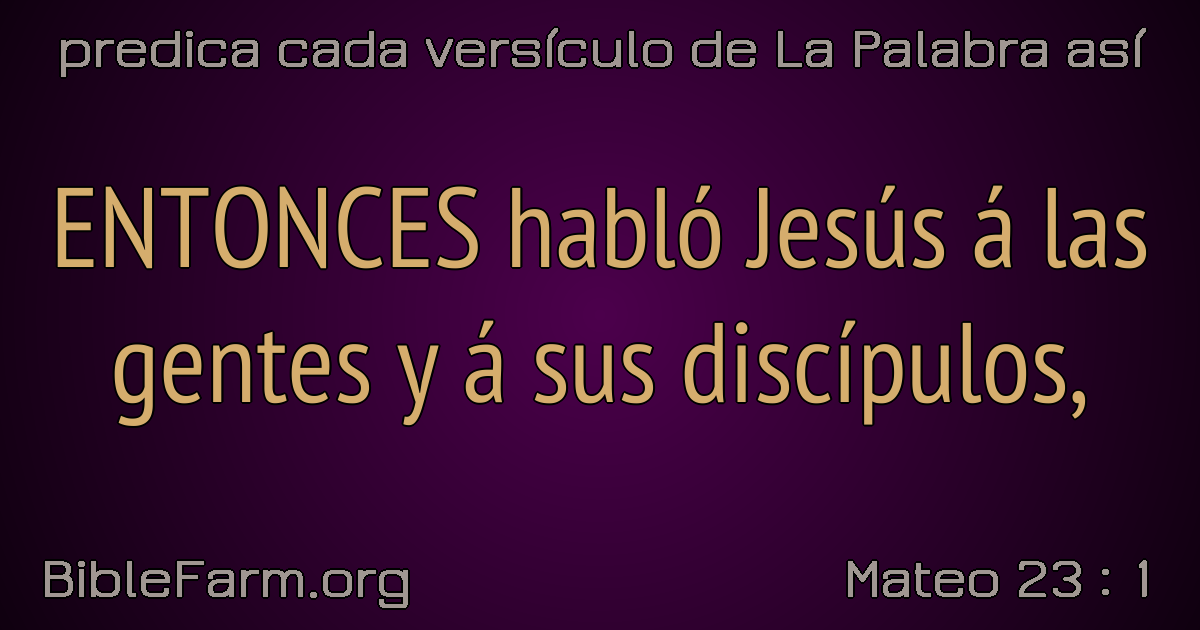 predica cada versículo de La Palabra así
ENTONCES habló Jesús á las
gentes y á sus discípulos,
BibleFarm.org
Mateo 23 : 1